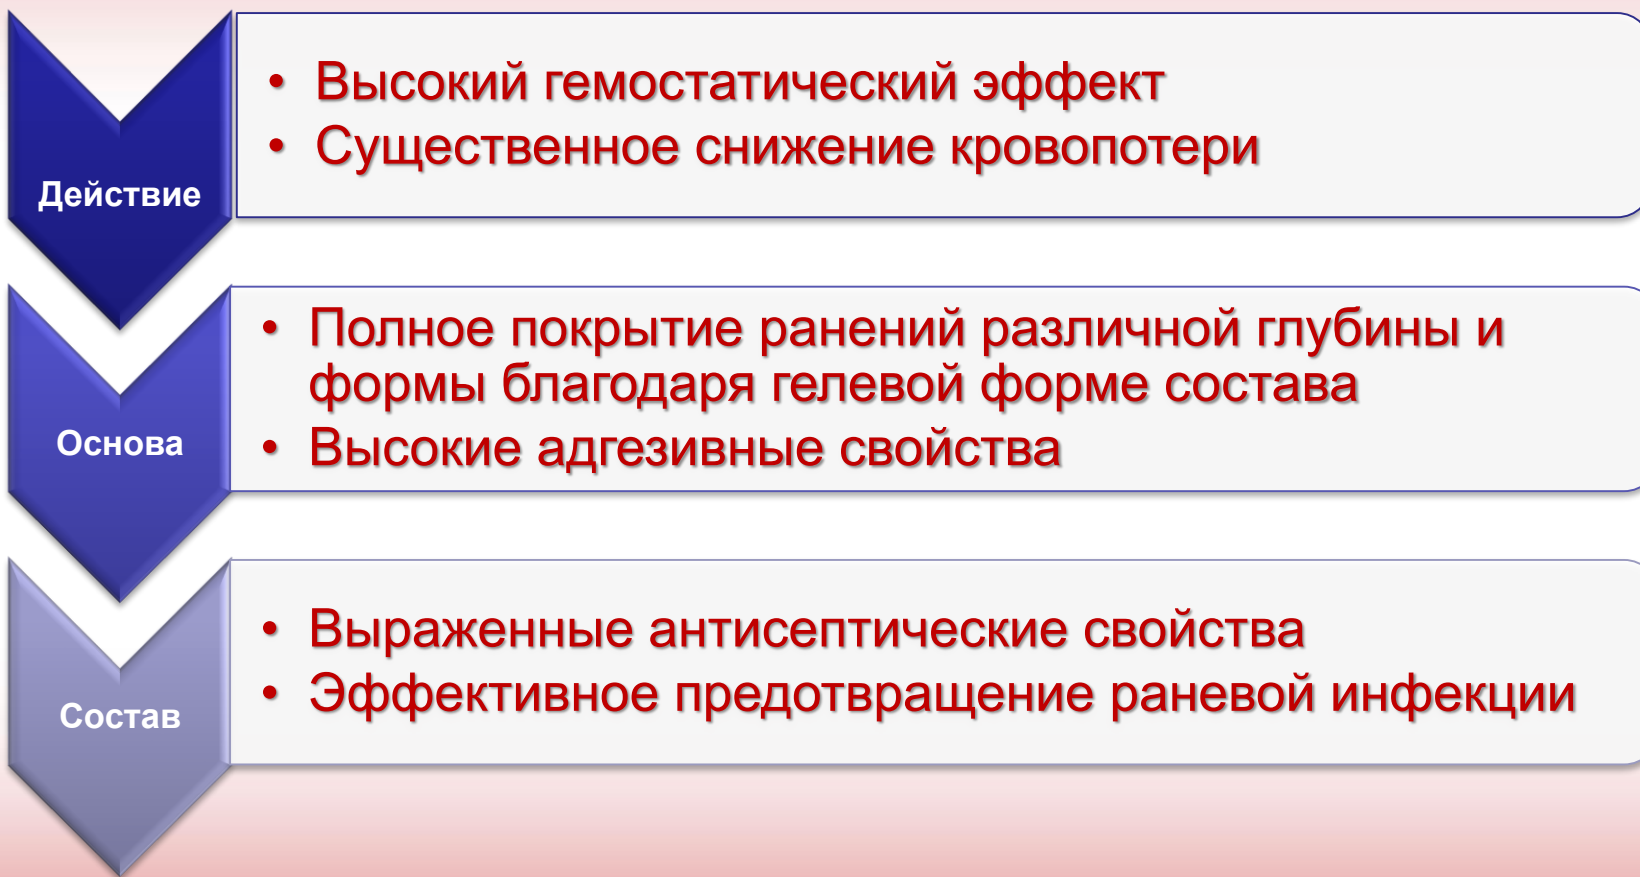 Действие
• Высокий гемостатический эффект
• Существенное снижение кровопотери
Основа
• Полное покрытие ранений различной глубины и
формы благодаря гелевой форме состава
• Высокие адгезивные свойства
Состав
• Выраженные антисептические свойства
• Эффективное предотвращение раневой инфекции